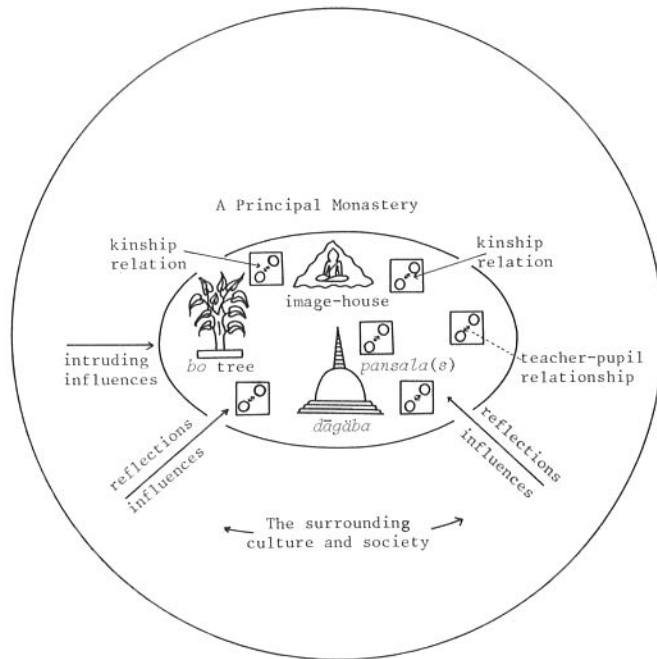 A Principal Monastery
kinship
relation
kinship
relation
image-house
intruding
influences
bo tree
pansala(s)
teacher-pupil
relationship
dāgäba
reflections
influences
reflections
influences
The surrounding
culture and society